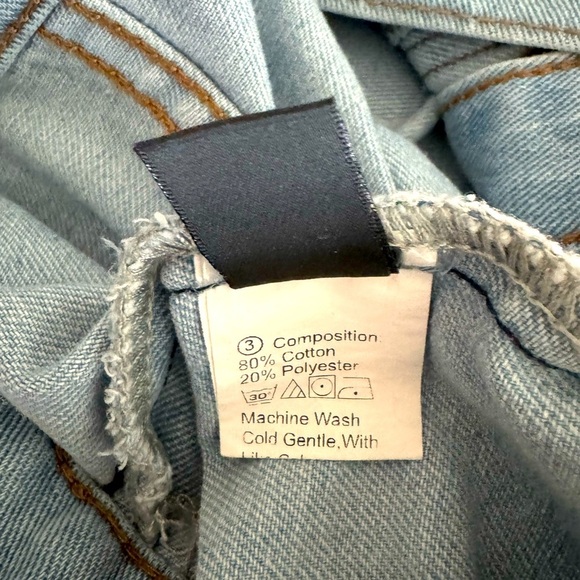 ③ Composition
80% Cotton
20% Polyester
30°
Machine Wash
Cold Gentle,With